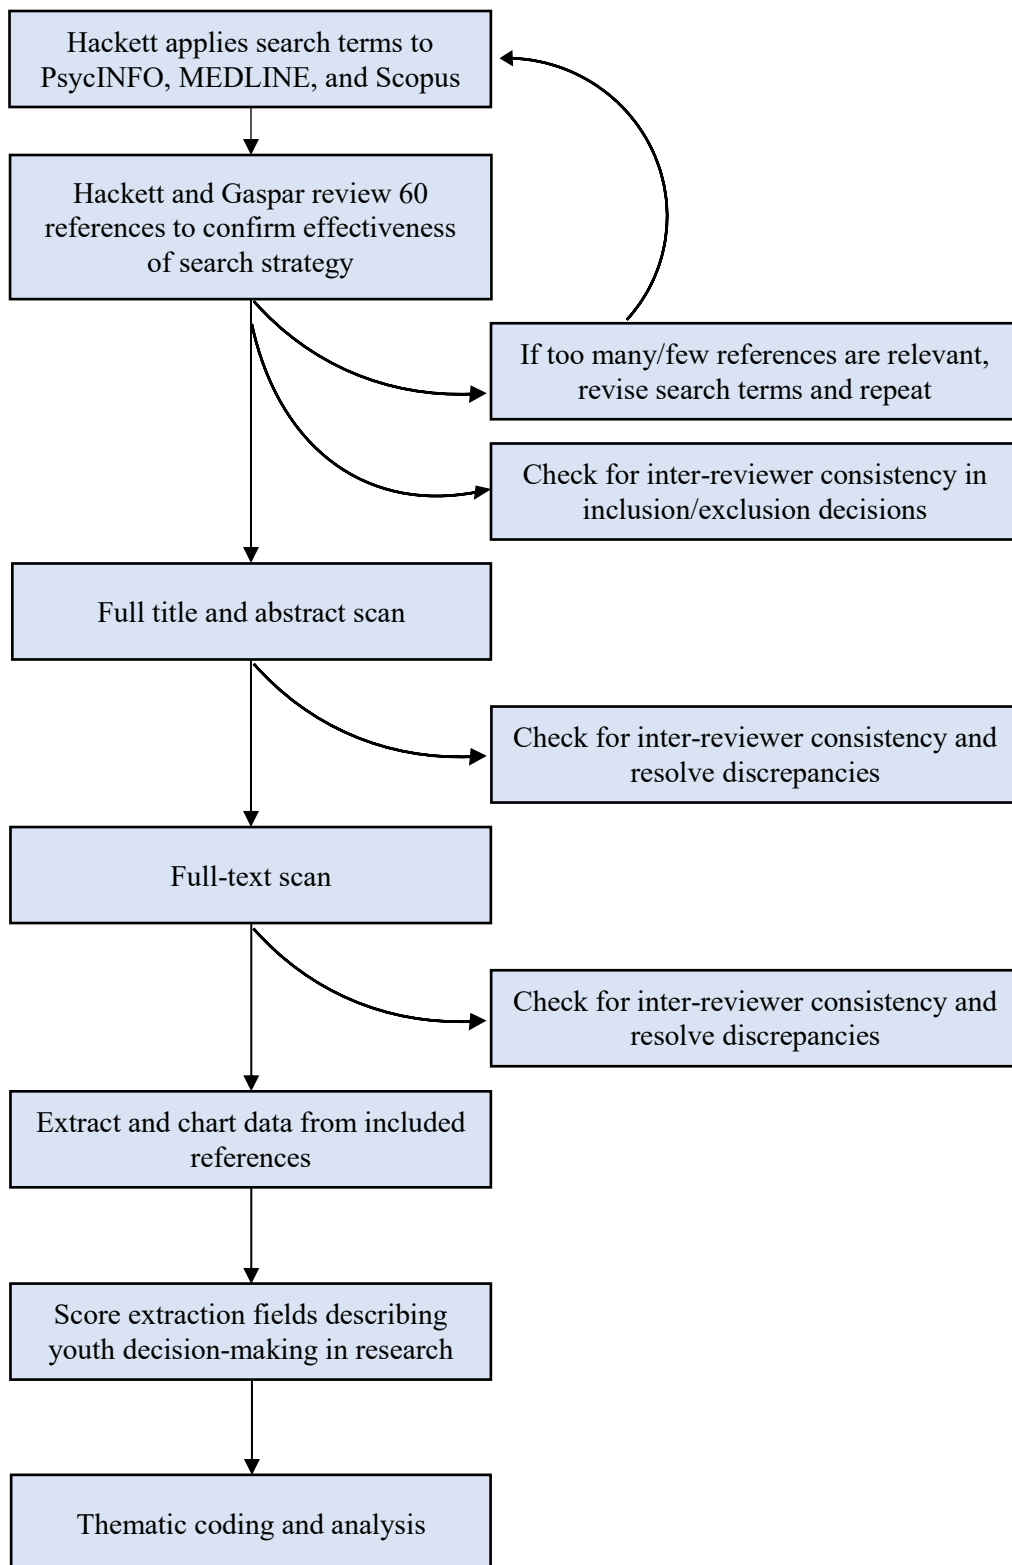 Hackett applies search terms to
PsycINFO, MEDLINE, and Scopus
Hackett and Gaspar review 60
references to confirm effectiveness
of search strategy
If too many/few references are relevant,
revise search terms and repeat
Check for inter-reviewer consistency in
inclusion/exclusion decisions
Full title and abstract scan
Check for inter-reviewer consistency and
resolve discrepancies
Full-text scan
Check for inter-reviewer consistency and
resolve discrepancies
Extract and chart data from included
references
Score extraction fields describing
youth decision-making in research
Thematic coding and analysis